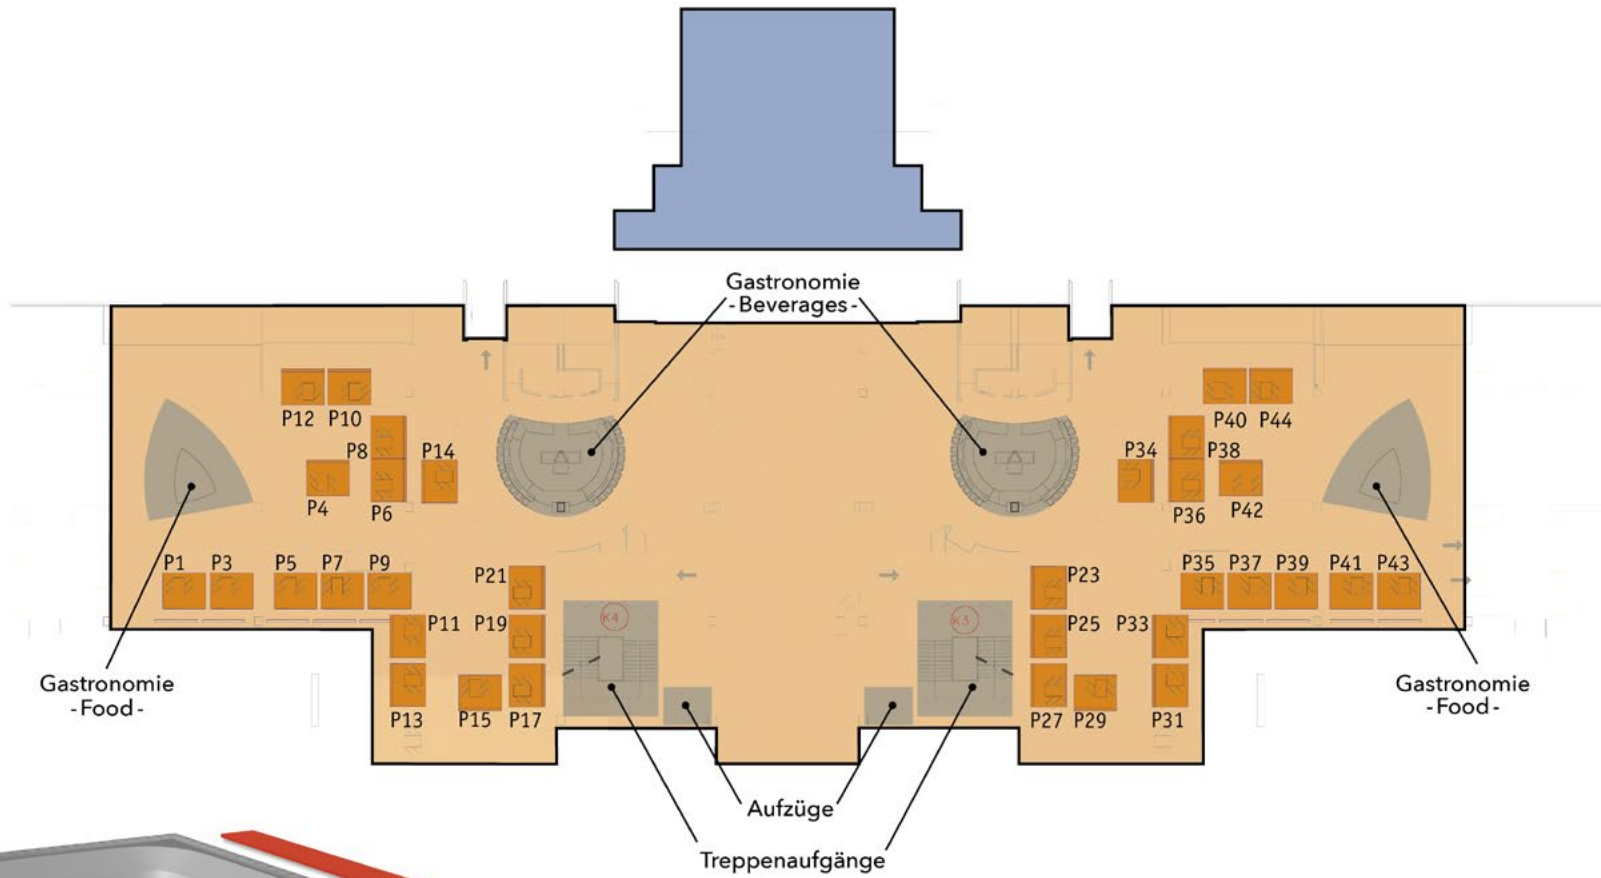 Gastronomie
-Beverages-
P12 P10
P40 P44
P8 P14
P34 P38
P4 P6
P36 P42
P1 P3 P5 P7 P9
P35 P37 P39 P41 P43
P21
P23
P11 P19
P25 P33
K4
K3
P13 P15 P17
P27 P29 P31
Gastronomie
-Food-
Gastronomie
-Food-
Aufzüge
Treppenaufgänge